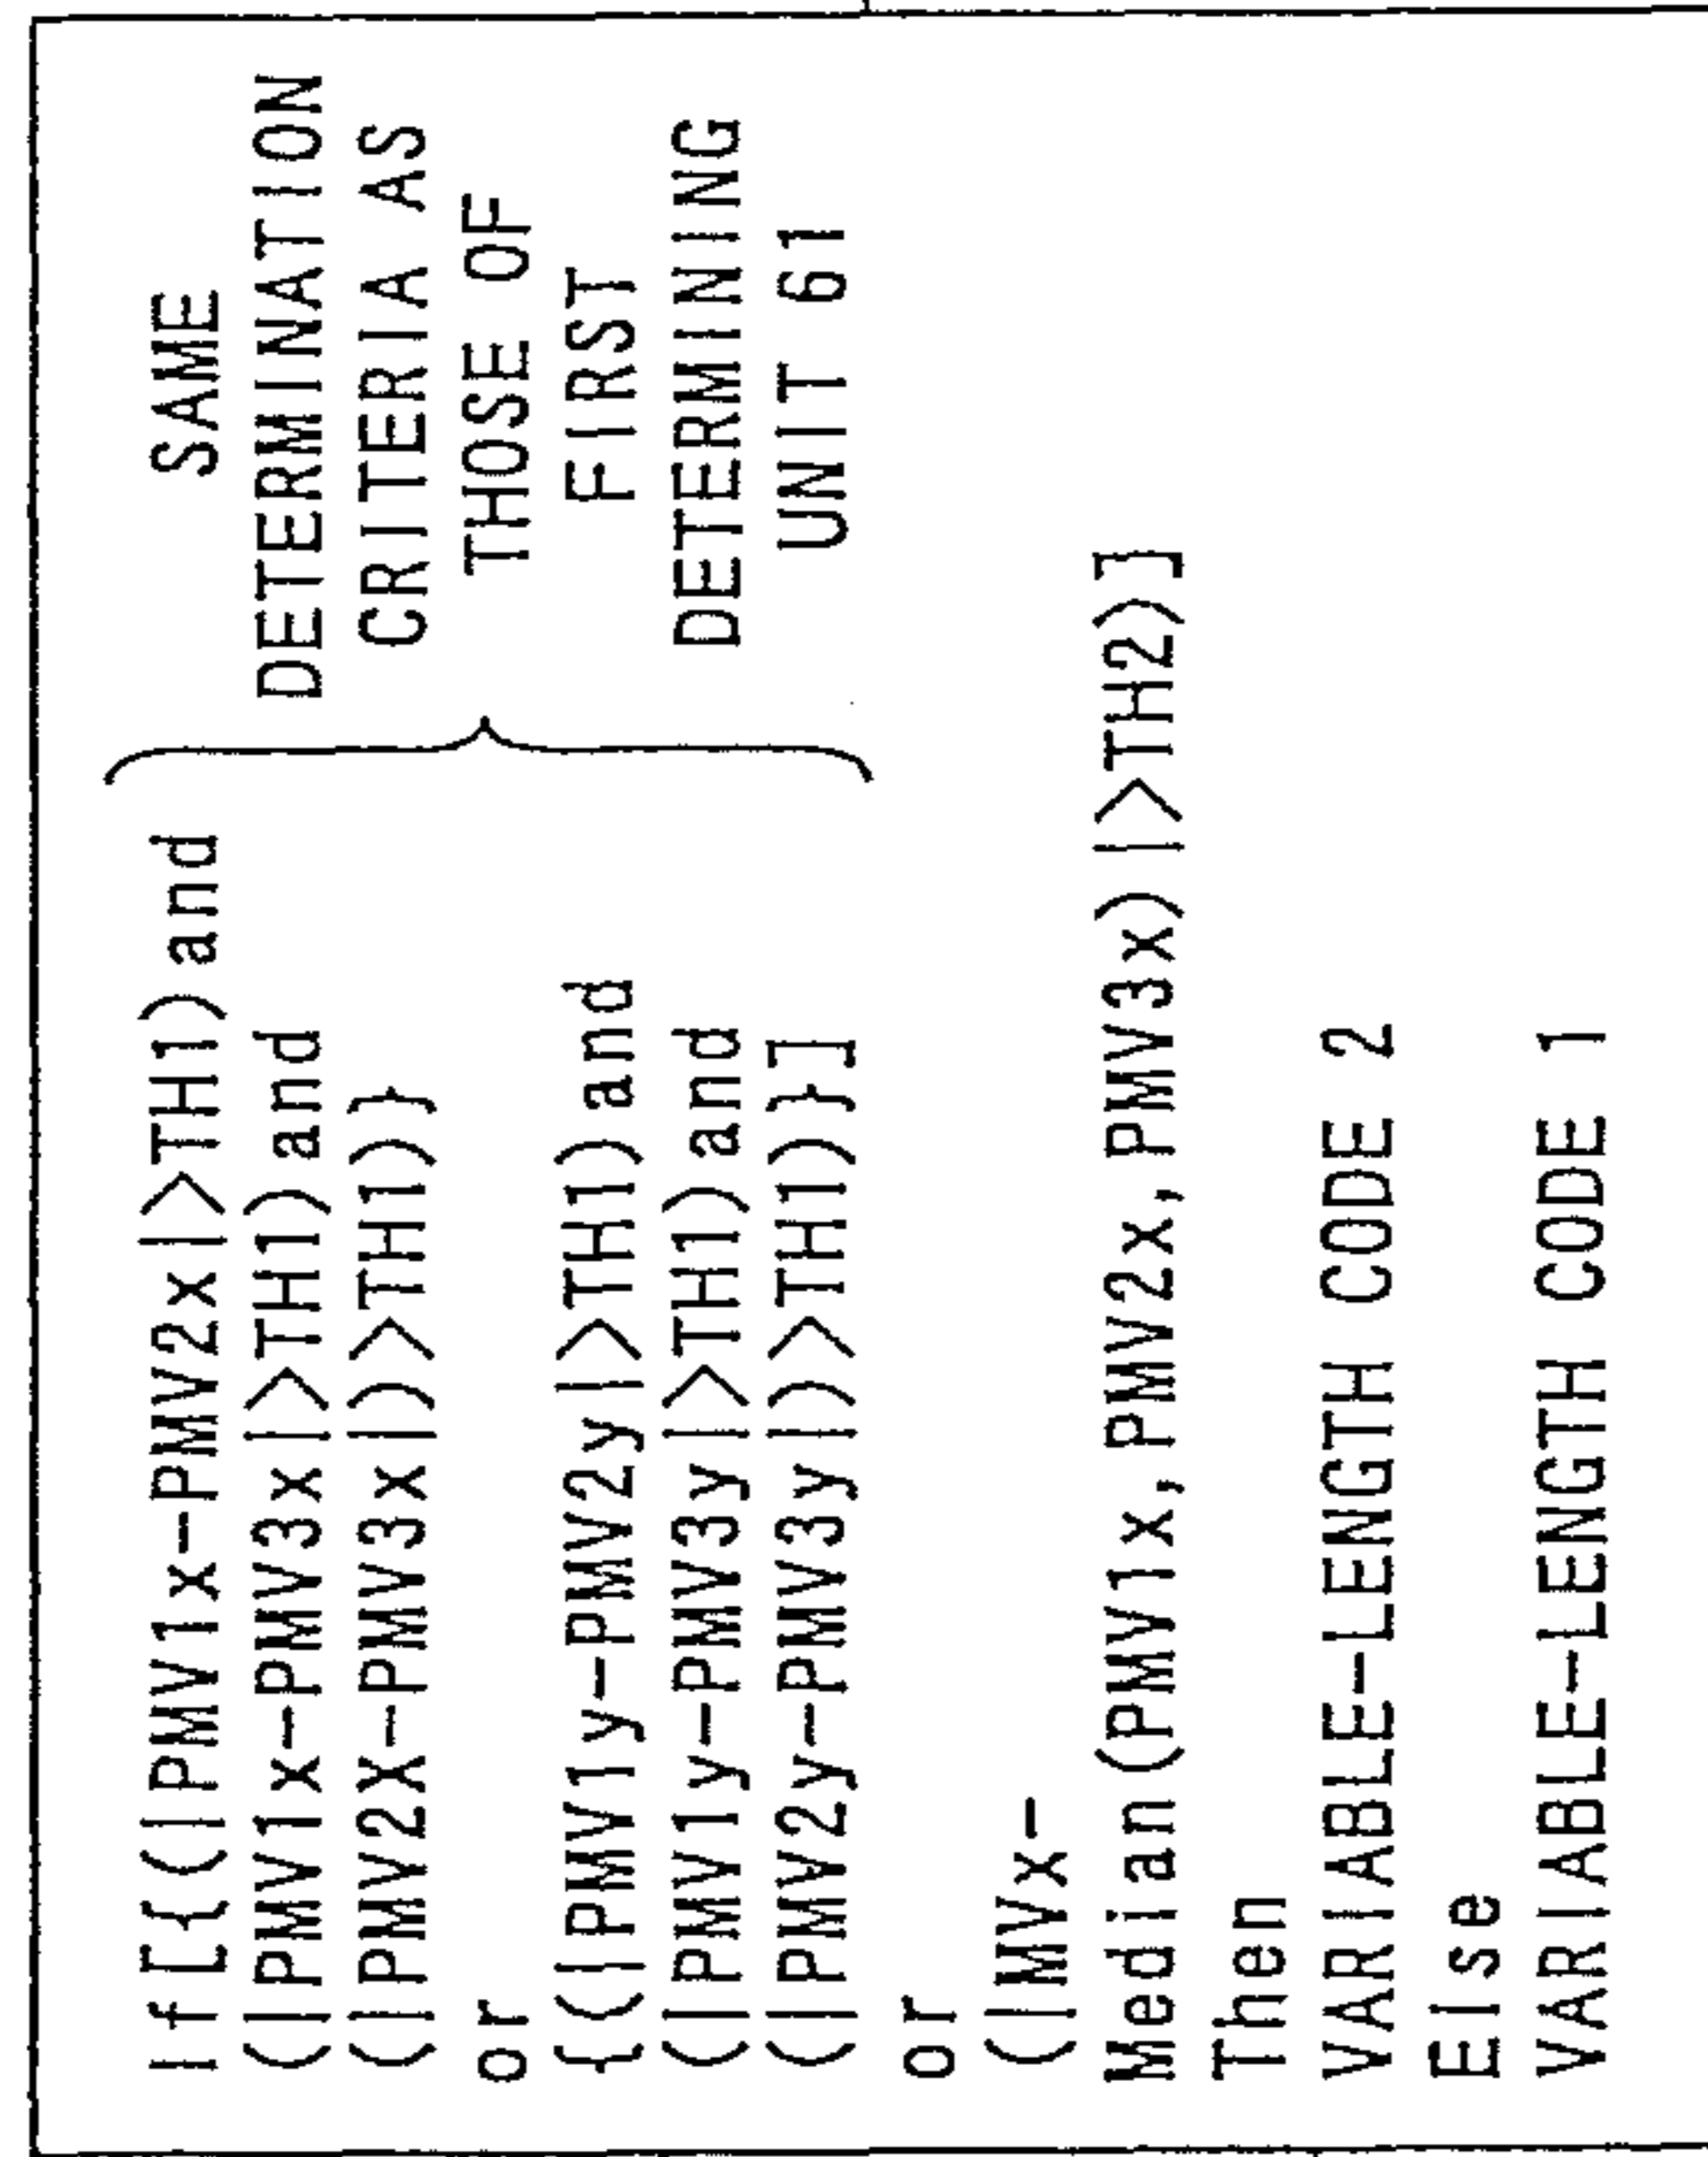 If[{(|PMV1x-PMV2x|>TH1)and
(|PMV1x-PMV3x|>TH1)and
(|PMV2X-PMV3x|)>TH1)}
or
{(|PMV1y-PMV2y|>TH1)and
(|PMV1y-PMV3y|>TH1)and
(|PMV2y-PMV3y|)>TH1)}]
SAME
DETERMINATION
CRITERIA AS
THOSE OF
FIRST
DETERMINING
UNIT 61
or
(|MVx-
Median(PMV1x,PMV2x,PMV3x)|>TH2)]
Then
VARIABLE-LENGTH CODE 2
Else
VARIABLE-LENGTH CODE 1